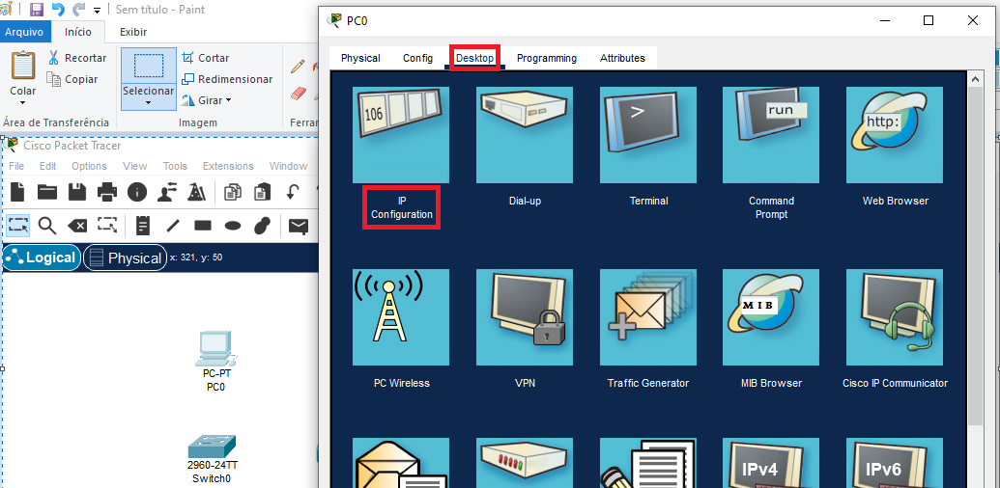 Sem título - Paint
Arquivo
Início
Exibir
Colar
Recortar
Copiar
Área de Transferência
Selecionar
Cortar
Redimensionar
Girar
Imagem
Ferrar
Cisco Packet Tracer
File Edit Options View Tools Extensions Window
Logical
Physical
x: 321, y: 50
PC-PT
PC0
2960-24TT
Switch0
PC0
Physical Config Desktop Programming Attributes
106
>
run
http:
IP
Configuration
Dial-up
Terminal
Command
Prompt
Web Browser
MIB
PC Wireless
VPN
Traffic Generator
MIB Browser
Cisco IP Communicator
IPv4
IPv6